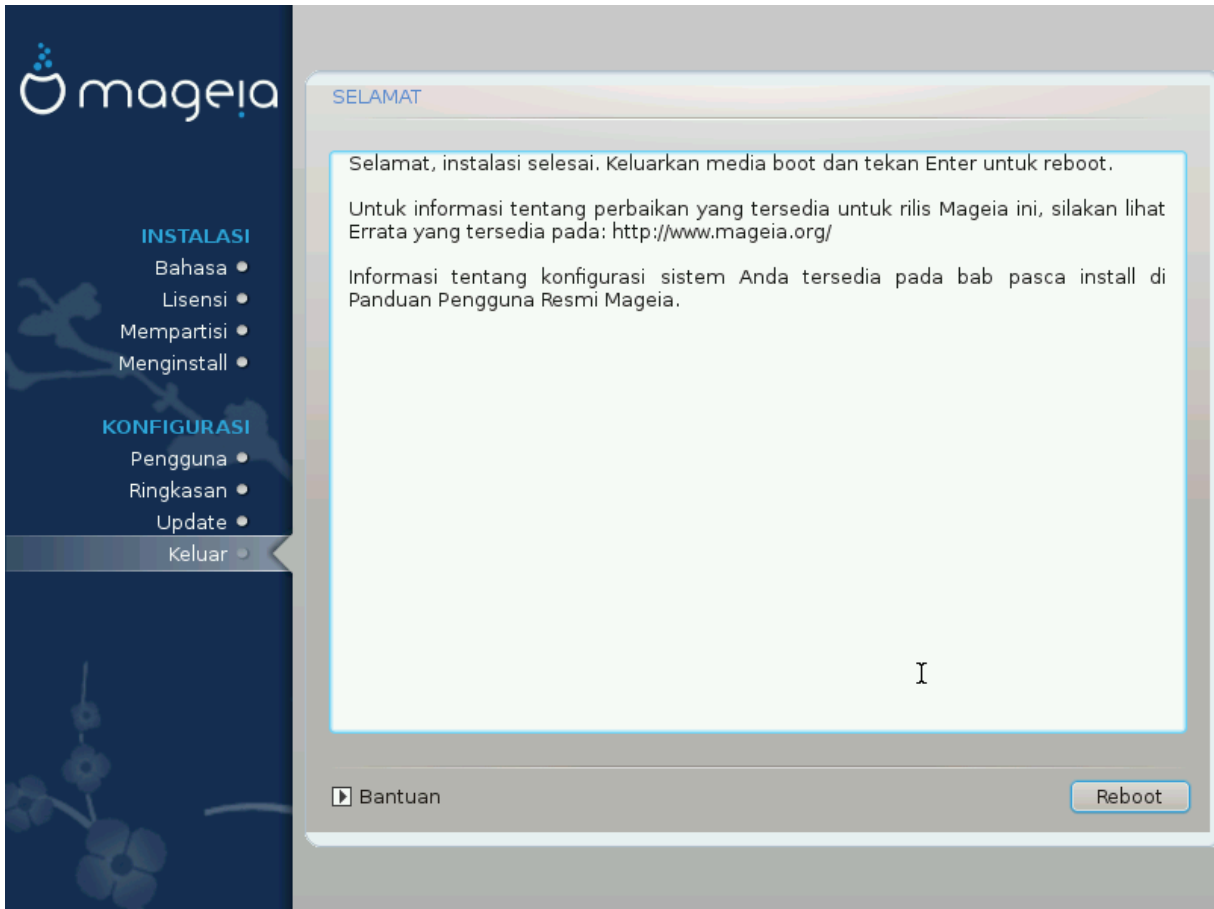 mageia
INSTALASI
Bahasa
Lisensi
Mempartisi
Menginstall
KONFIGURASI
Pengguna
Ringkasan
Update
Keluar
SELAMAT
Selamat, instalasi selesai. Keluarkan media boot dan tekan Enter untuk reboot.
Untuk informasi tentang perbaikan yang tersedia untuk rilis Mageia ini, silakan lihat
Errata yang tersedia pada: http://www.mageia.org/
Informasi tentang konfigurasi sistem Anda tersedia pada bab pasca install di
Panduan Pengguna Resmi Mageia.
Bantuan
Reboot